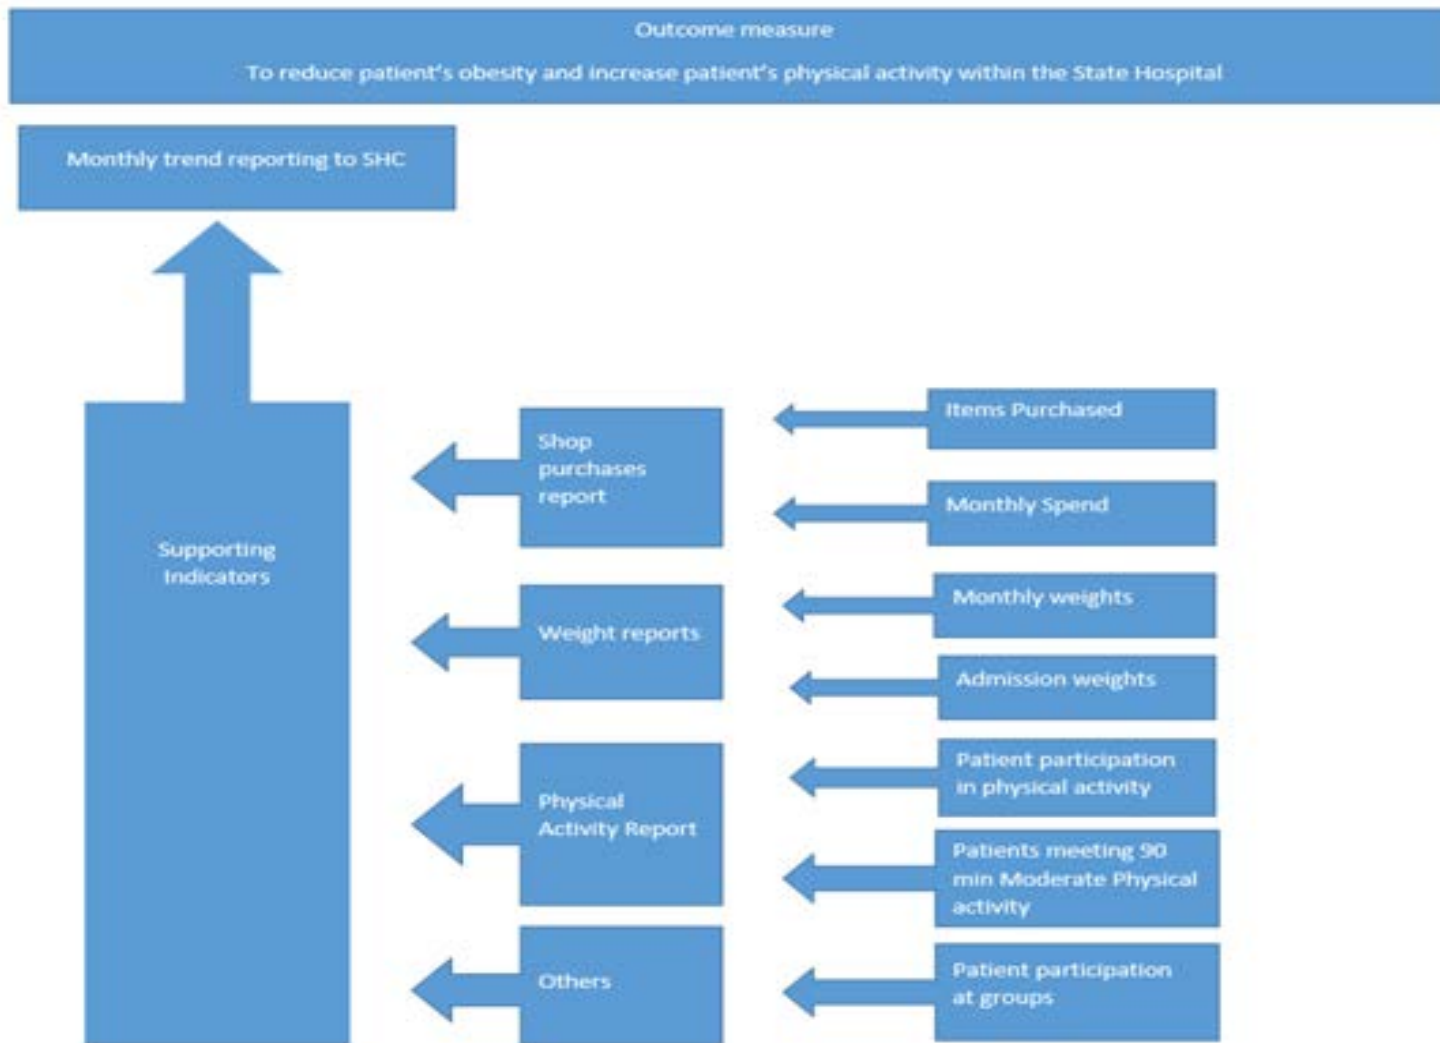 Outcome measure
To reduce patient's obesity and increase patient's physical activity within the State Hospital
Monthly trend reporting to SHC
Supporting
Indicators
Shop
purchases
report
Weight reports
Physical
Activity Report
Others
Items Purchased
Monthly Spend
Monthly weights
Admission weights
Patient participation
in physical activity
Patients meeting 90
min Moderate Physical
activity
Patient participation
at groups